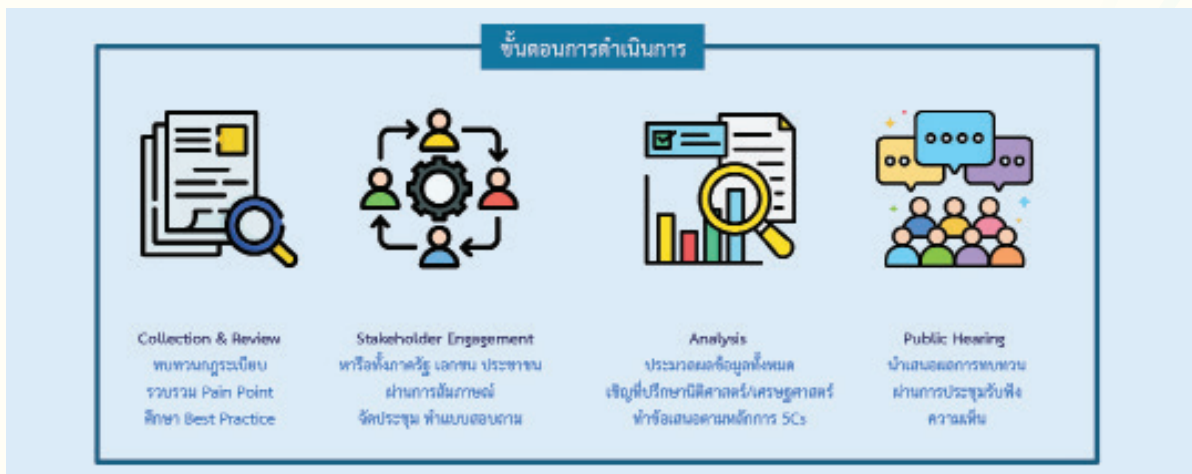 ขั้นตอนการดำเนินการ
Collection & Review
ทบทวนกฎระเบียบ
รวบรวม Pain Point
ศึกษา Best Practice
Stakeholder Engagement
หารือทั้งภาครัฐ เอกชน ประชาชน
ผ่านการสัมภาษณ์
จัดประชุม ทำแบบสอบถาม
Analysis
ประมวลผลข้อมูลทั้งหมด
เชิญที่ปรึกษานิติศาสตร์/เศรษฐศาสตร์
ทำข้อเสนอตามหลักการ 5Cs
Public Hearing
นำเสนอผลการทบทวน
ผ่านการประชุมรับฟัง
ความเห็น